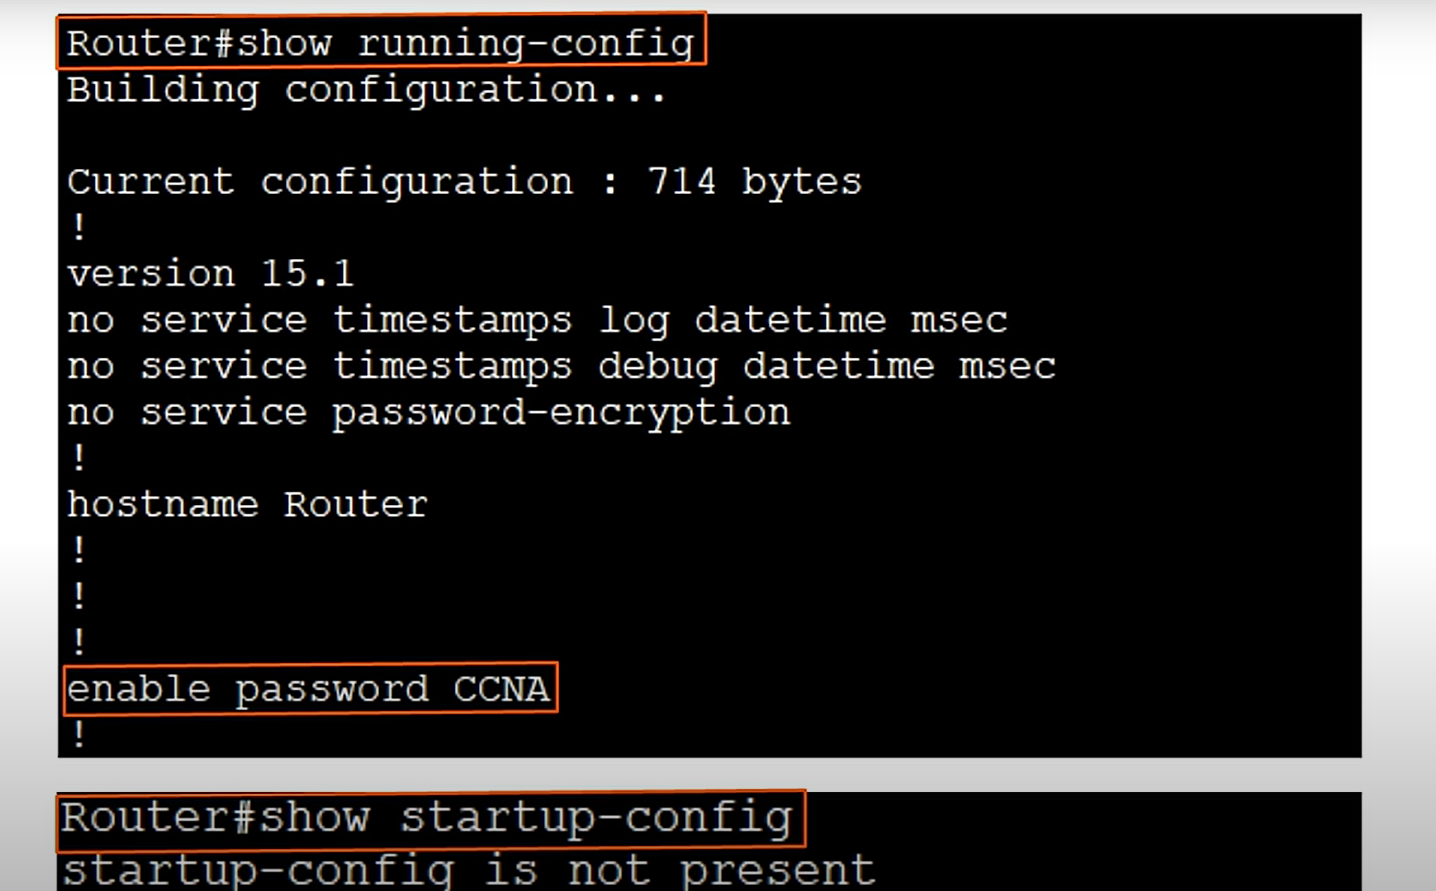 Router#show running-config
Building configuration...
Current configuration : 714 bytes
!
version 15.1
no service timestamps log datetime msec
no service timestamps debug datetime msec
no service password-encryption
!
hostname Router
!
!
!
enable password CCNA
!
Router#show startup-config
startup-config is not present